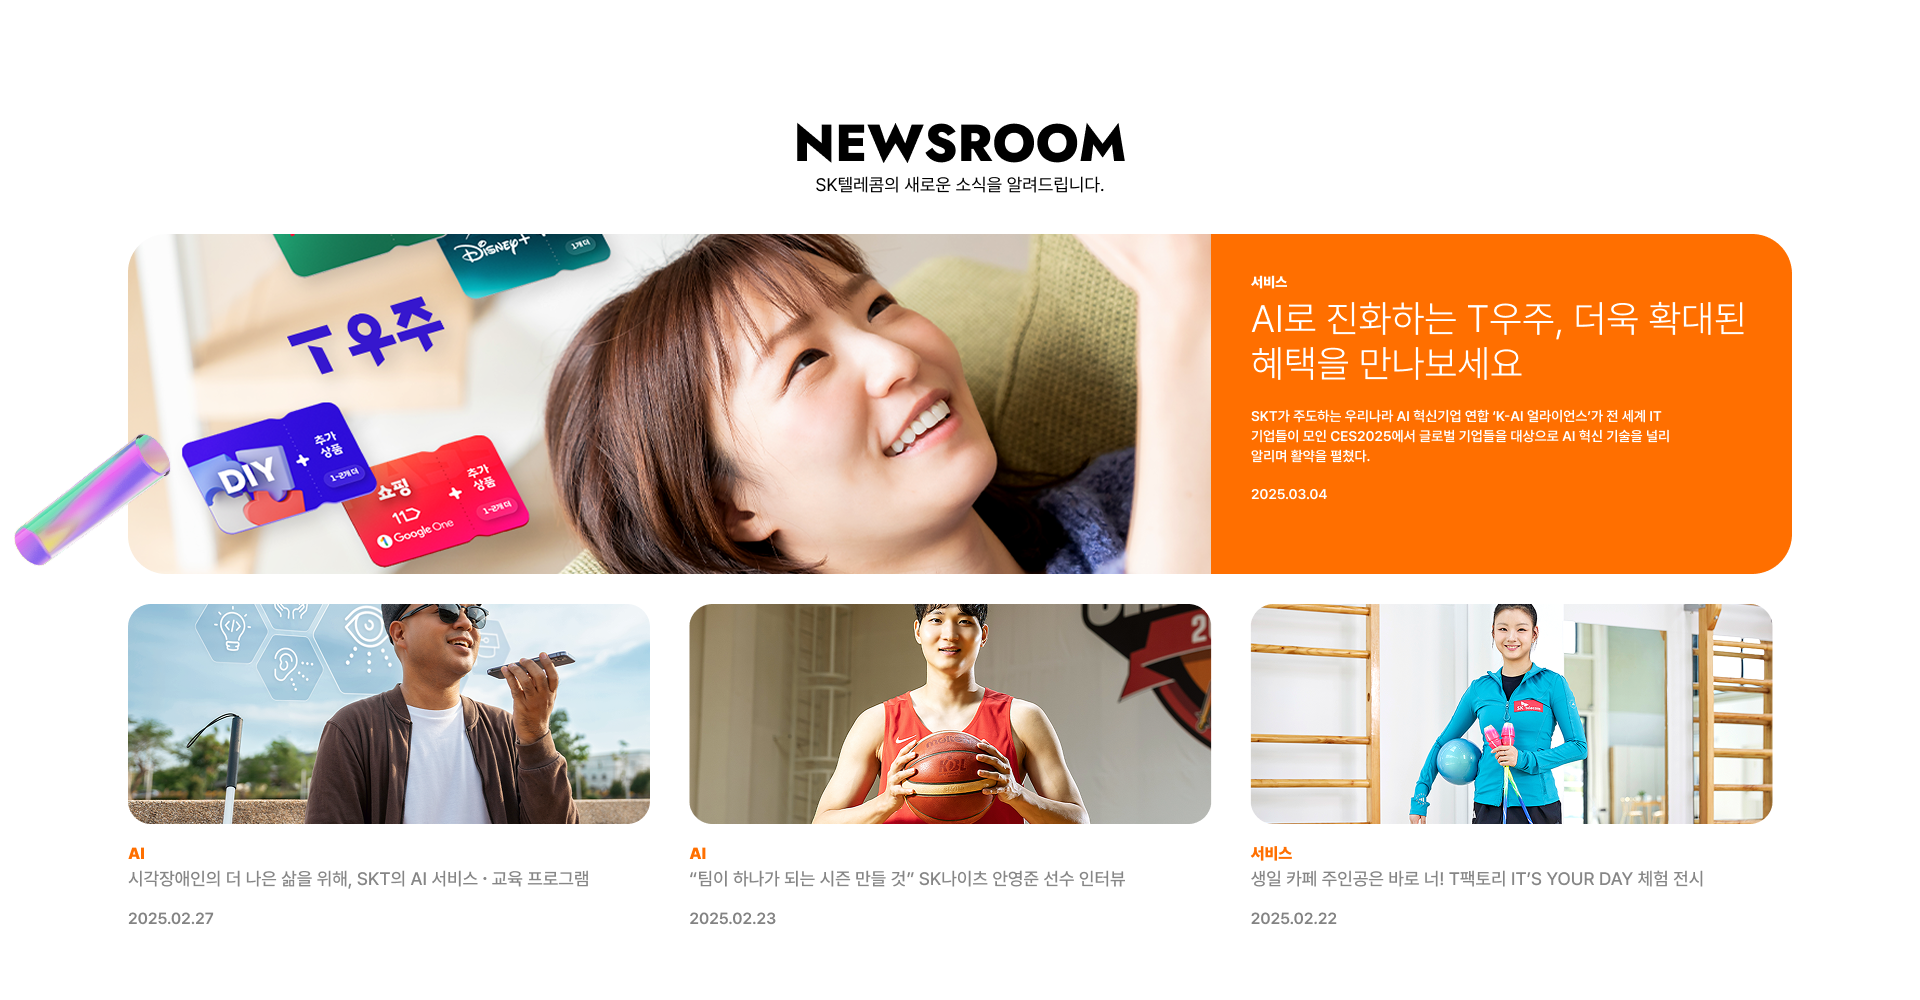 NEWSROOM
SK텔레콤의 새로운 소식을 알려드립니다.
Disney+
1개 더
T 우주
DIY
+
추가
상품
1~2개 더
쇼핑
11
Google One
+
추가
상품
1~2개 더
서비스
AI로 진화하는 T우주, 더욱 확대된
혜택을 만나보세요
SKT가 주도하는 우리나라 AI 혁신기업 연합 ‘K-AI 얼라이언스’가 전 세계 IT
기업들이 모인 CES2025에서 글로벌 기업들을 대상으로 AI 혁신 기술을 널리
알리며 활약을 펼쳤다.
2025.03.04
20
KBL
SK telecom
AI
시각장애인의 더 나은 삶을 위해, SKT의 AI 서비스 · 교육 프로그램
2025.02.27
AI
“팀이 하나가 되는 시즌 만들 것” SK나이츠 안영준 선수 인터뷰
2025.02.23
서비스
생일 카페 주인공은 바로 너! T팩토리 IT’S YOUR DAY 체험 전시
2025.02.22